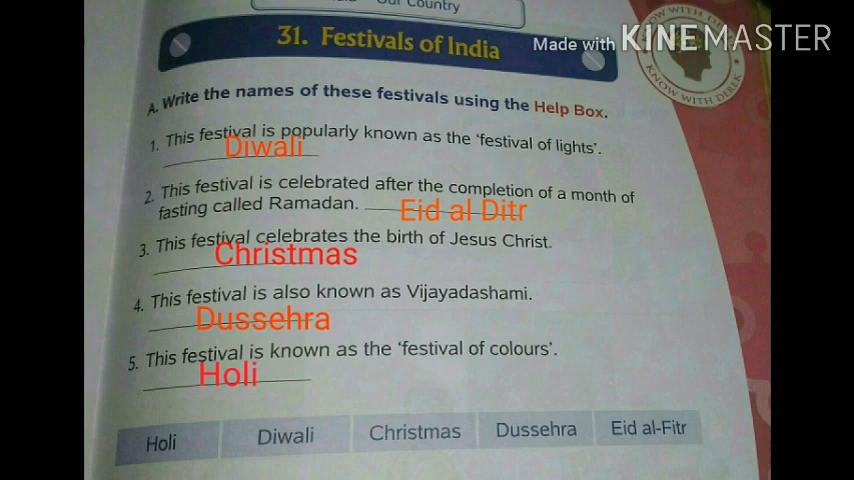 Our Country
31. Festivals of India
Made with KINEMASTER
KNOW WITH DEREK
A. Write the names of these festivals using the Help Box.
1. This festival is popularly known as the 'festival of lights'.
Diwali
2. This festival is celebrated after the completion of a month of
fasting called Ramadan. Eid al Ditr
3. This festival celebrates the birth of Jesus Christ.
Christmas
4. This festival is also known as Vijayadashami.
Dussehra
5. This festival is known as the 'festival of colours'.
Holi
Holi Diwali Christmas Dussehra Eid al-Fitr